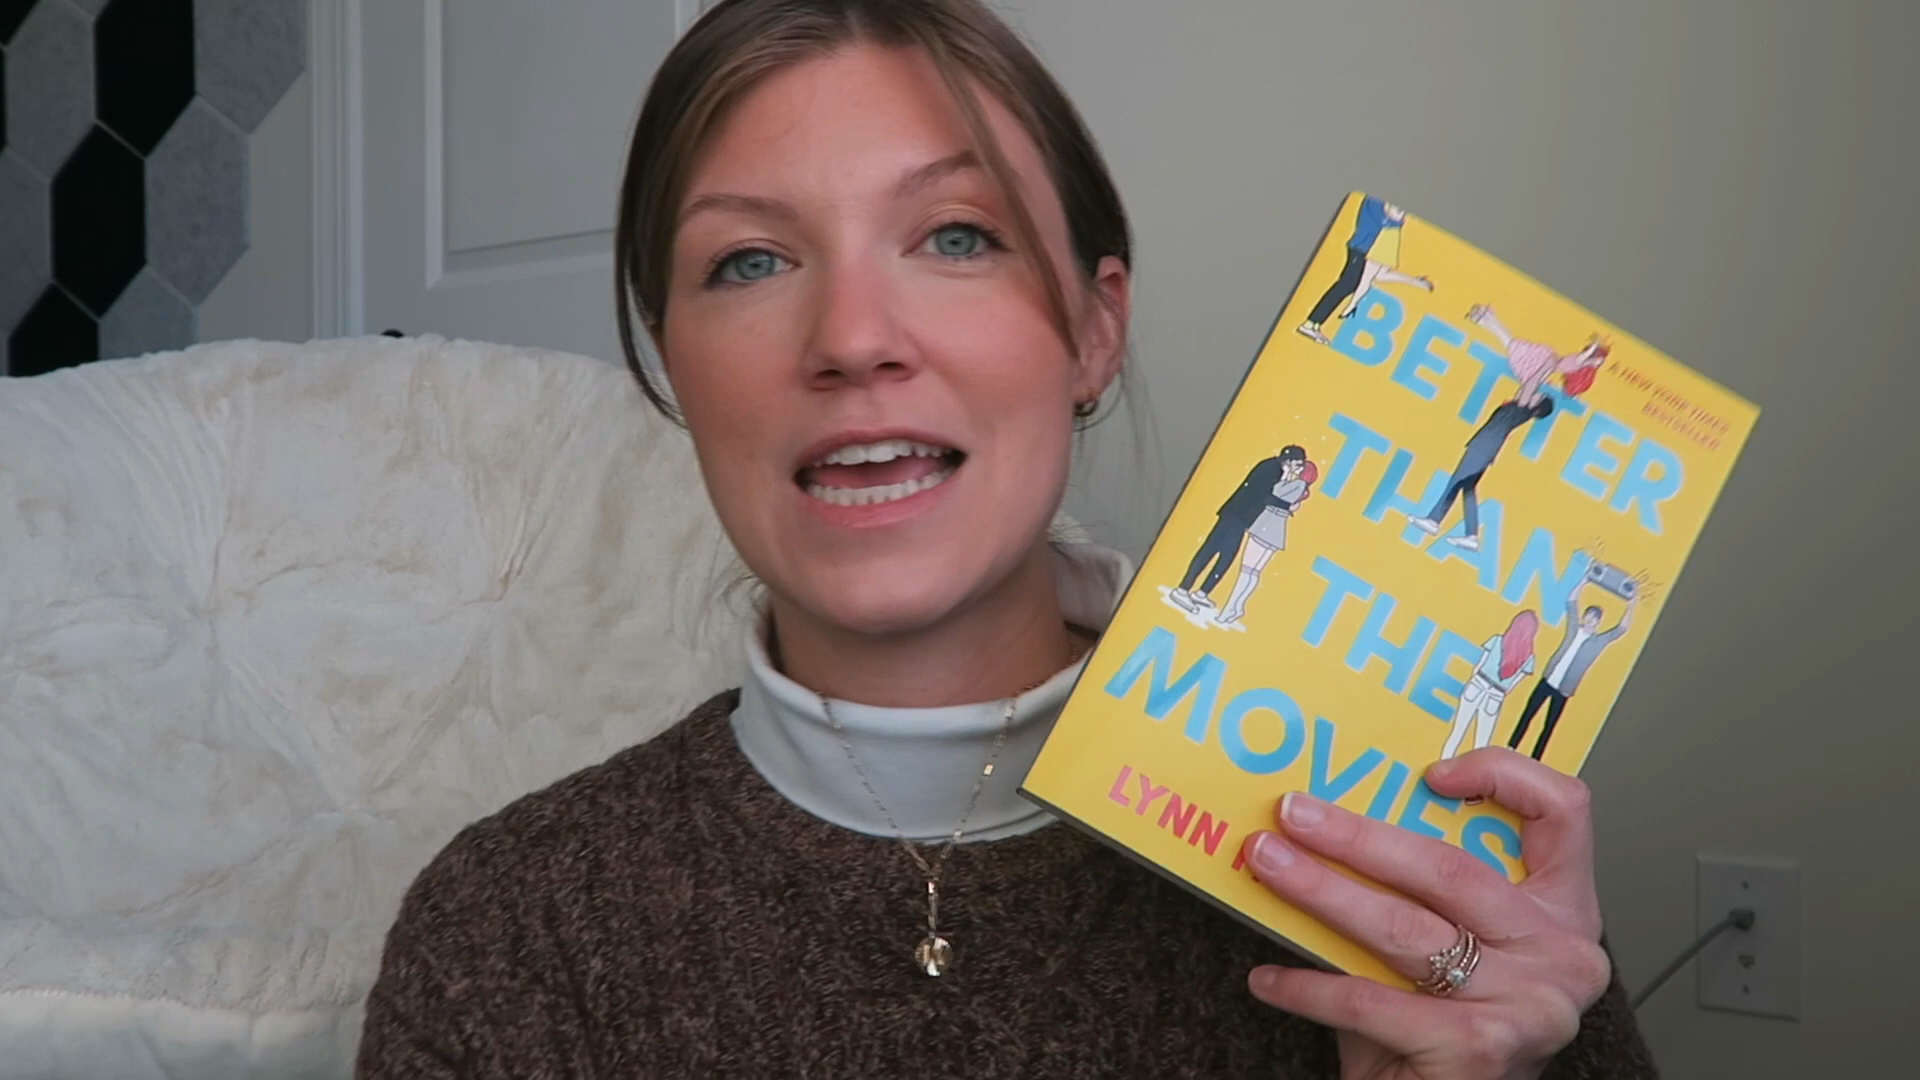 BETTER
A NEW YORK TIMES
BESTSELLER
THAN
THE
MOVIES
LYNN